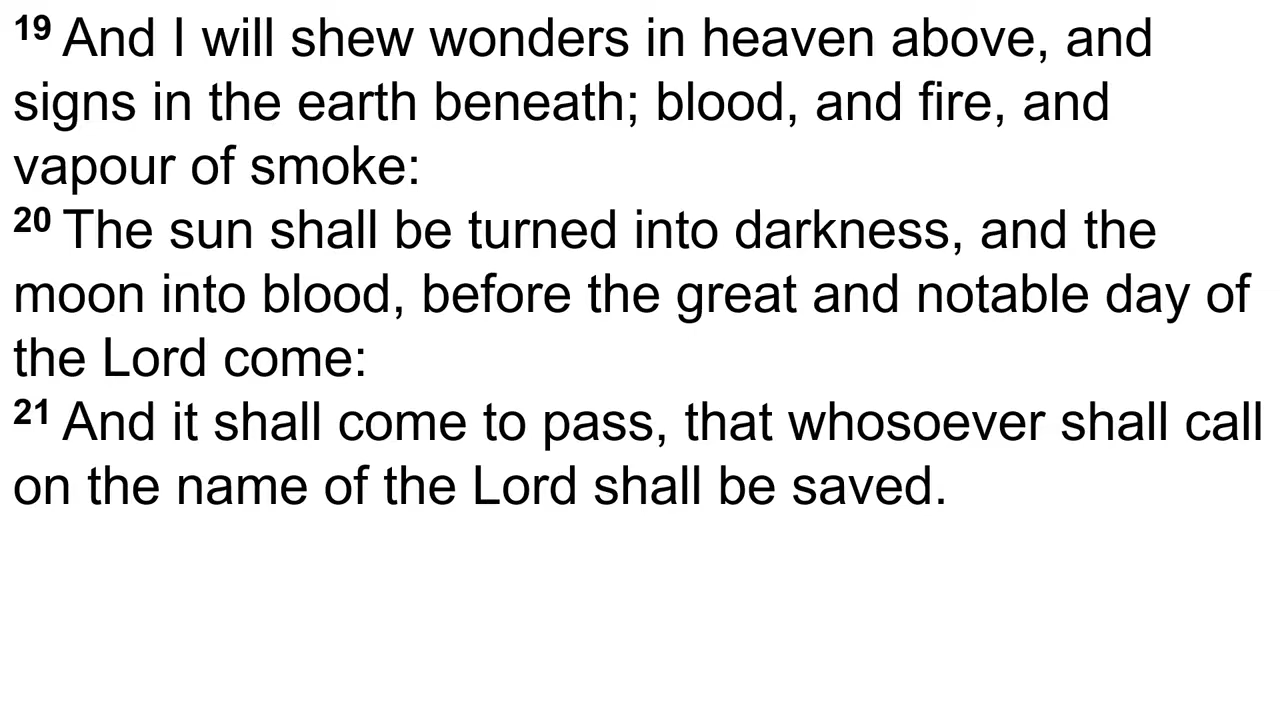 19 And I will shew wonders in heaven above, and
signs in the earth beneath; blood, and fire, and
vapour of smoke:
20 The sun shall be turned into darkness, and the
moon into blood, before the great and notable day of
the Lord come:
21 And it shall come to pass, that whosoever shall call
on the name of the Lord shall be saved.